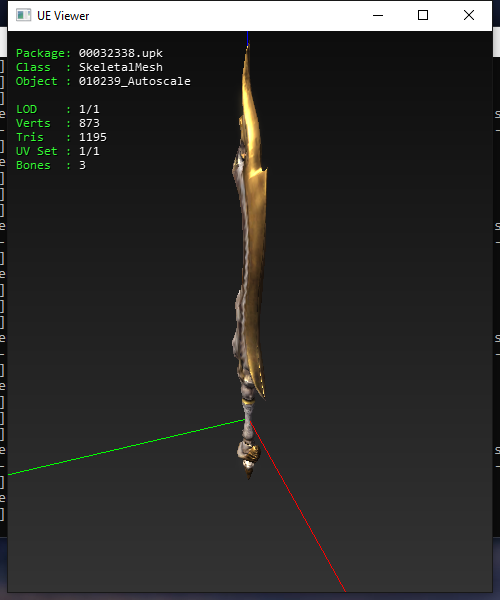 UE Viewer
Package: 00032338.upk
Class  : SkeletalMesh
Object : 010239_Autoscale
LOD    : 1/1
Verts  : 873
Tris   : 1195
UV Set : 1/1
Bones  : 3